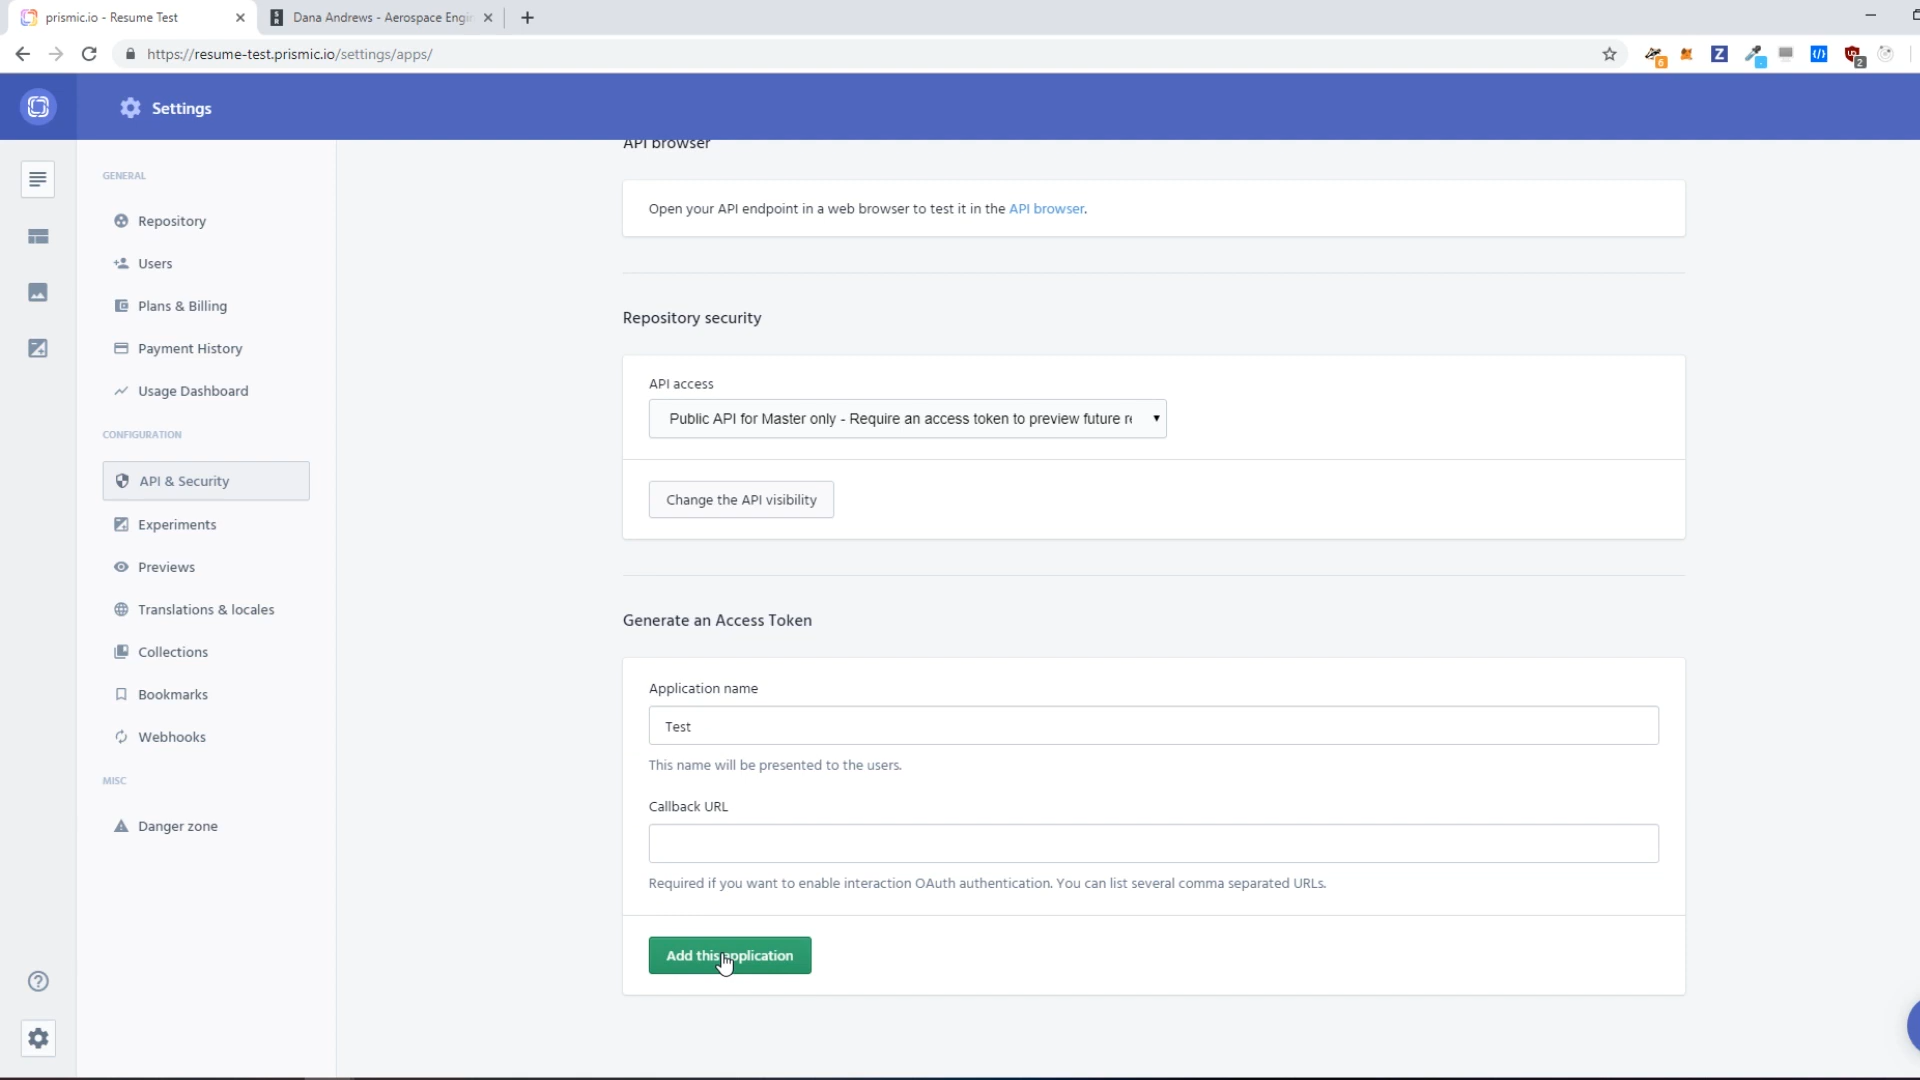 prismic.io - Resume Test
Dana Andrews - Aerospace Engi
https://resume-test.prismic.io/settings/apps/
6
Z
2
Settings
GENERAL
Repository
Users
Plans & Billing
Payment History
Usage Dashboard
CONFIGURATION
API & Security
Experiments
Previews
Translations & locales
Collections
Bookmarks
Webhooks
MISC
Danger zone
API browser
Open your API endpoint in a web browser to test it in the API browser.
Repository security
API access
Public API for Master only - Require an access token to preview future re
Change the API visibility
Generate an Access Token
Application name
Test
This name will be presented to the users.
Callback URL
Required if you want to enable interaction OAuth authentication. You can list several comma separated URLs.
Add this application